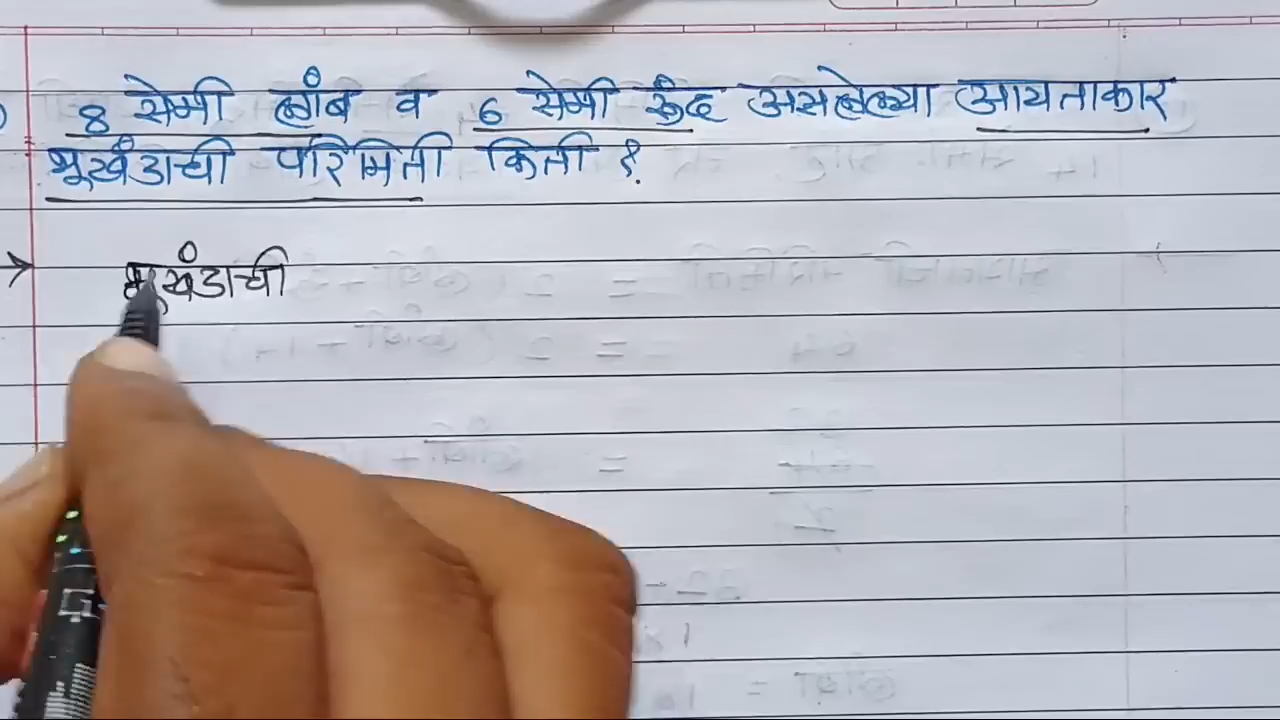 8 सेमी लांब व 6 सेमी रुंद असलेल्या आयताकार
भूखंडाची परिमिती किती ?
→ भूखंडाची